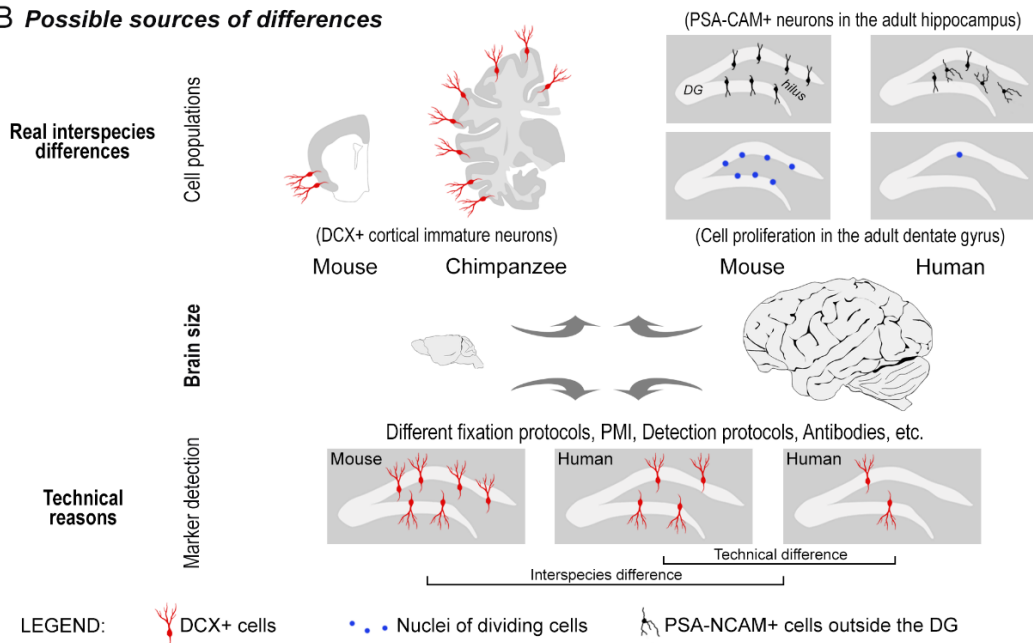 B Possible sources of differences
(PSA-CAM+ neurons in the adult hippocampus)
Real interspecies
differences
Cell populations
DG
hilus
(DCX+ cortical immature neurons)
(Cell proliferation in the adult dentate gyrus)
Mouse
Chimpanzee
Mouse
Human
Brain size
Different fixation protocols, PMI, Detection protocols, Antibodies, etc.
Technical
reasons
Marker detection
Mouse
Human
Human
Technical difference
Interspecies difference
LEGEND:
DCX+ cells
Nuclei of dividing cells
PSA-NCAM+ cells outside the DG